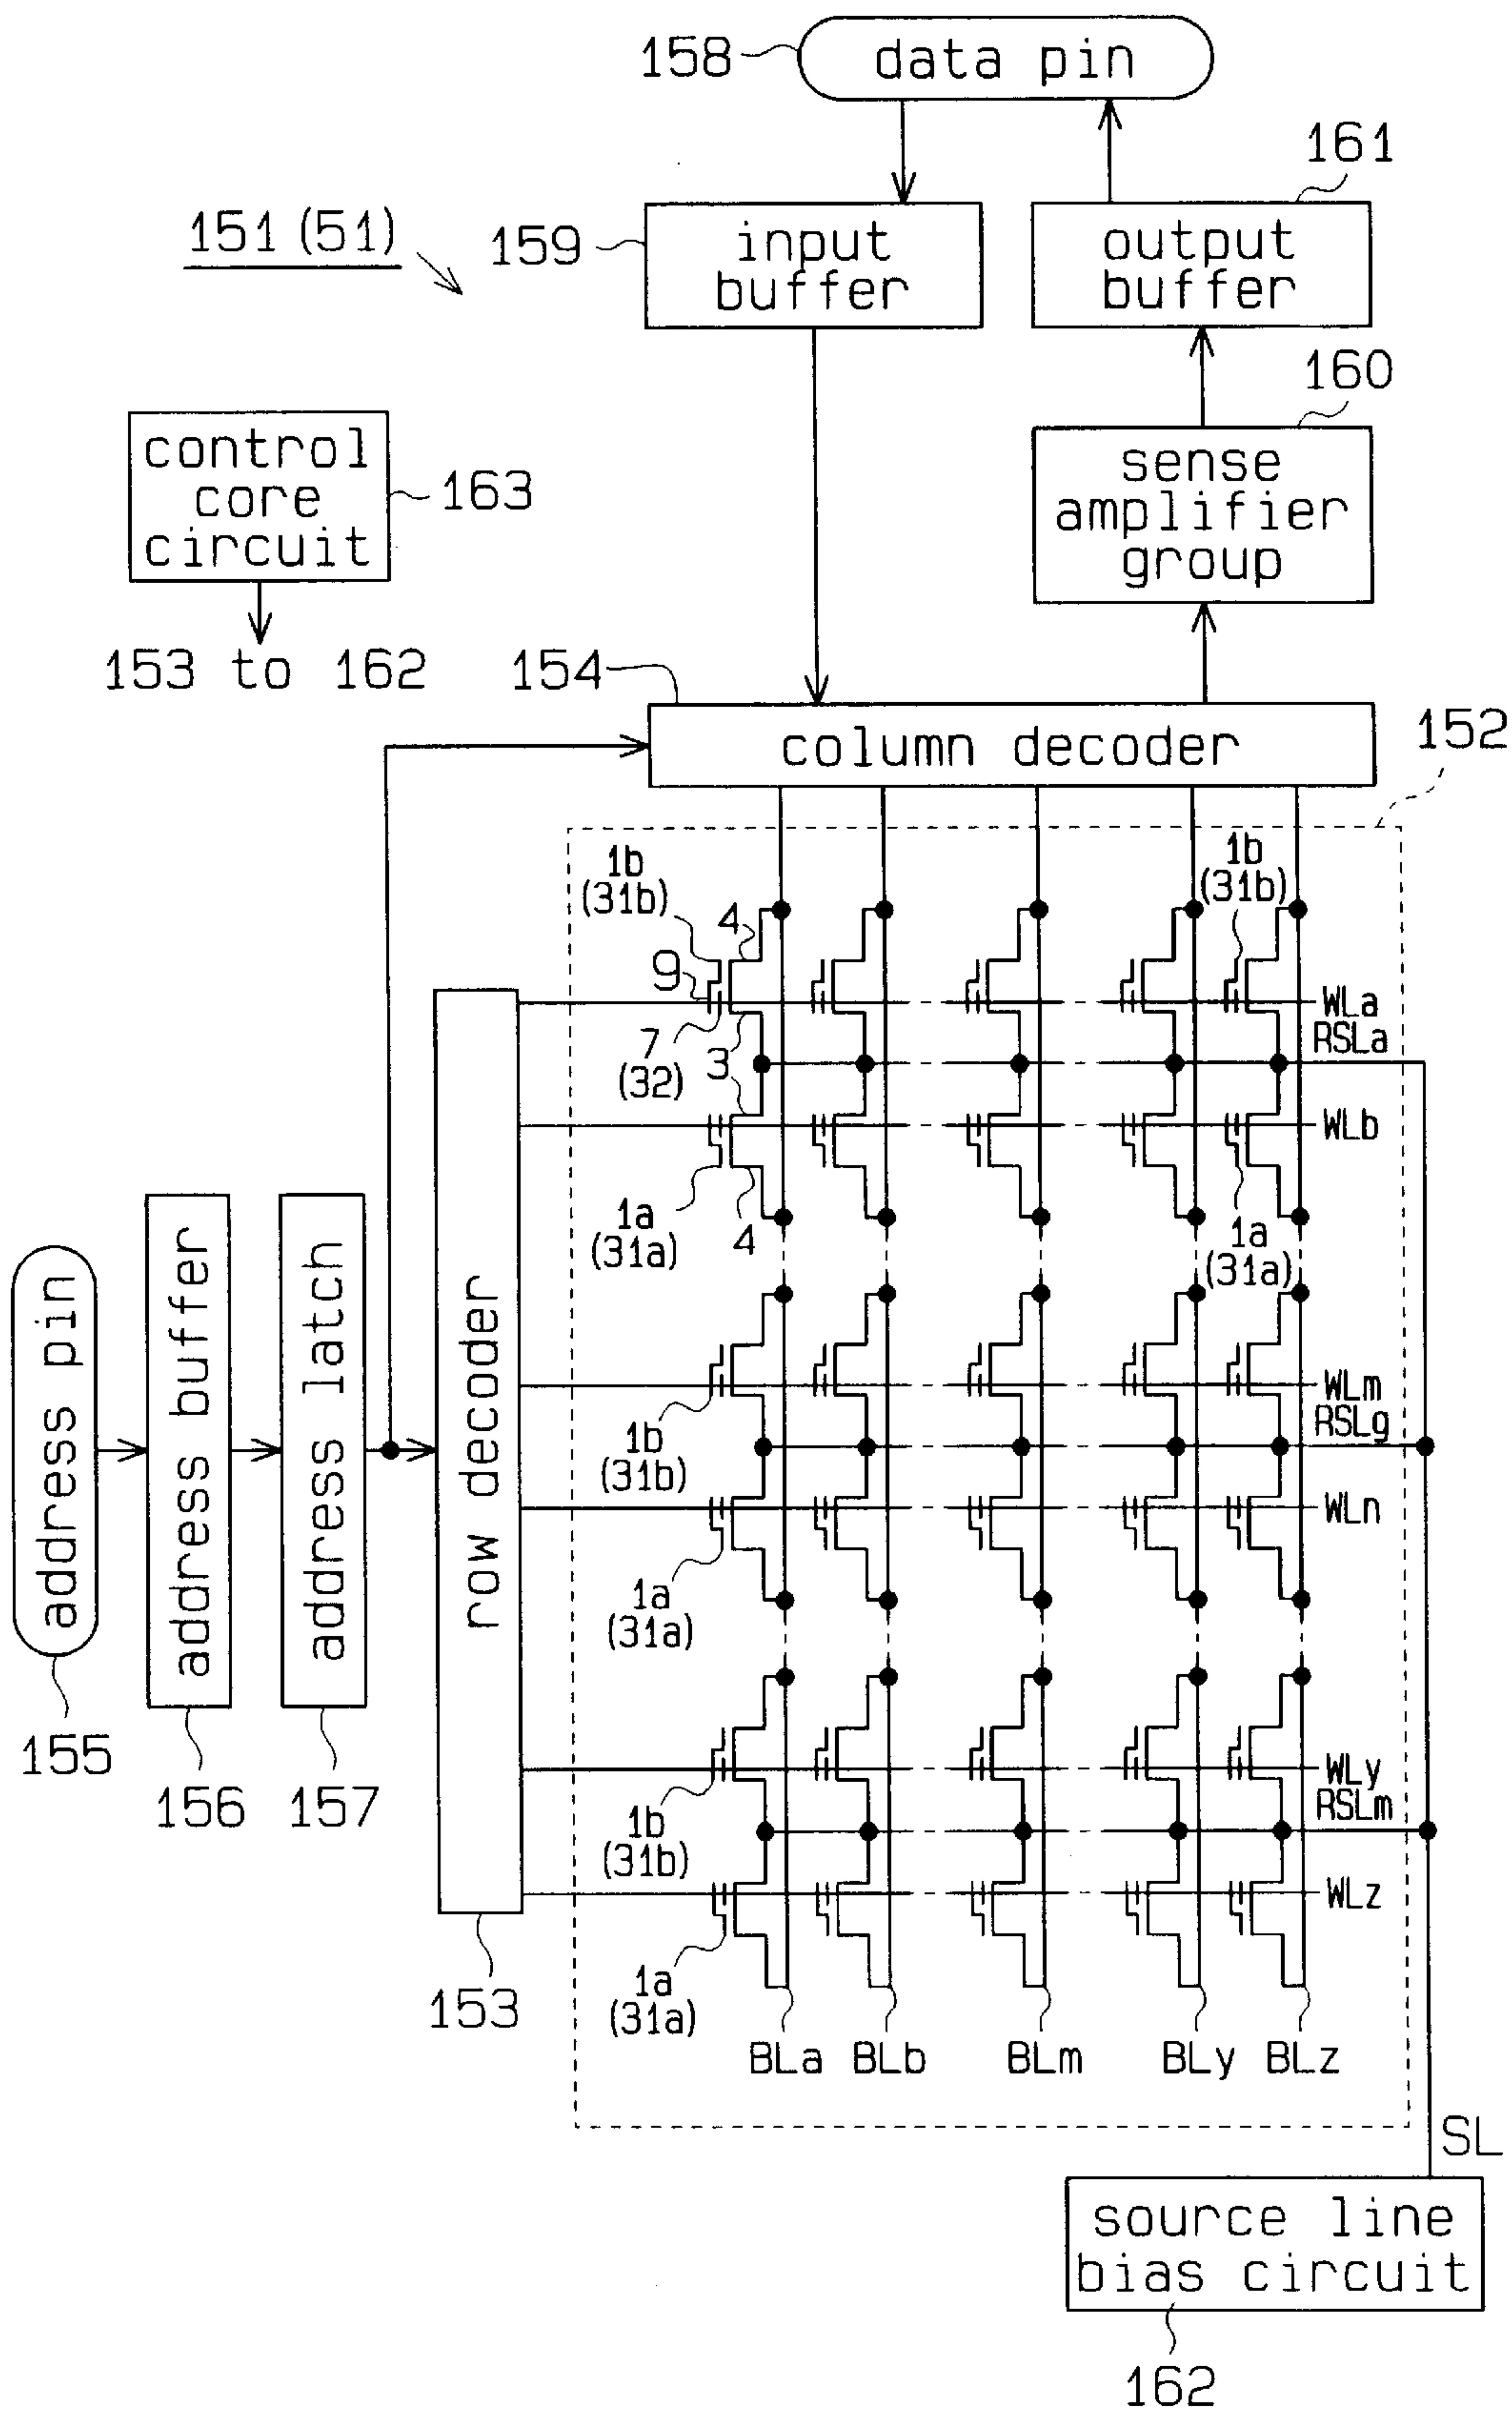 158
data pin
161
151 (51)
159
input
buffer
output
buffer
160
control
core
circuit
163
sense
amplifier
group
153 to 162
154
column decoder
152
1b
(31b)
4
1b
(31b)
9
WLa
RSLa
7
(32)
3
WLb
1a
(31a)
4
1a
(31a)
address pin
address buffer
address latch
row decoder
WLm
RSLg
1b
(31b)
WLn
1a
(31a)
155
156
157
WLy
RSLm
1b
(31b)
WLz
153
1a
(31a)
BLa
BLb
BLm
BLy
BLz
SL
source line
bias circuit
162